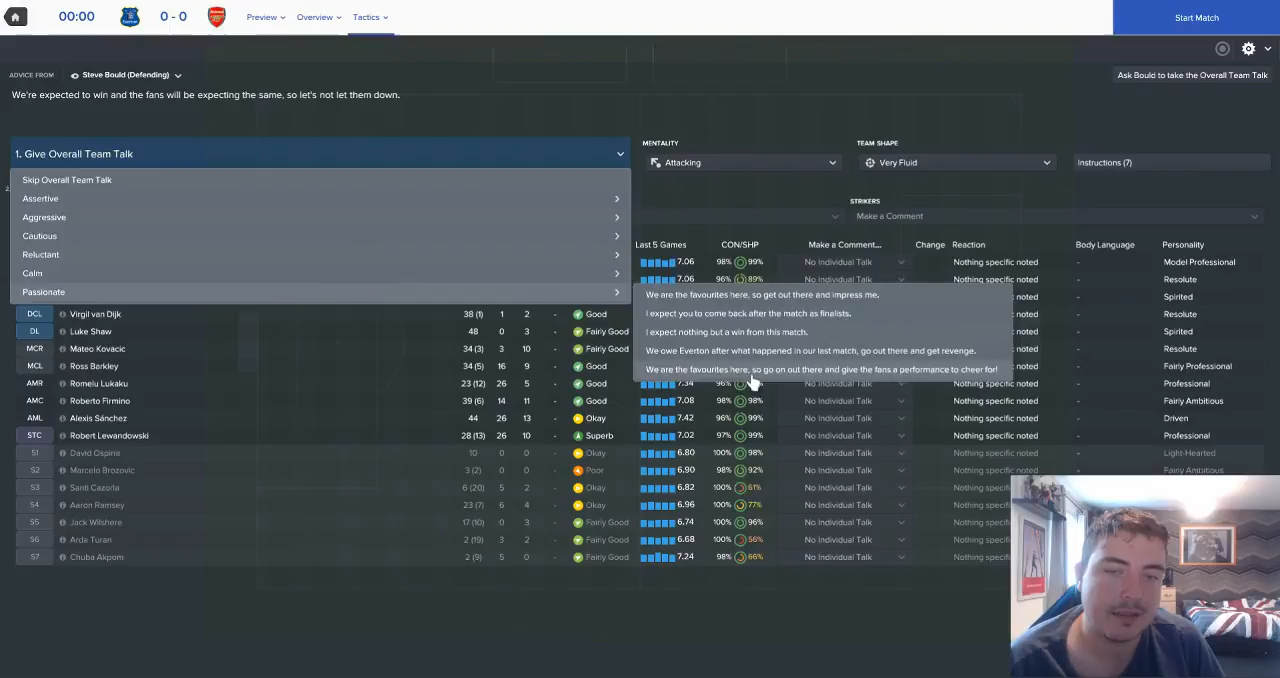 00:00 0 - 0 Preview Overview Tactics Start Match
ADVICE FROM Steve Bould (Defending) Ask Bould to take the Overall Team Talk
We're expected to win and the fans will be expecting the same, so let's not let them down.
1. Give Overall Team Talk
MENTALITY TEAM SHAPE
Attacking Very Fluid Instructions (7)
Skip Overall Team Talk
Assertive
Aggressive
Cautious
Reluctant
Calm
Passionate
STRIKERS
Make a Comment
Last 5 Games CON/SHP Make a Comment... Change Reaction Body Language Personality
7.06 98% 98% No Individual Talk Nothing specific noted - Model Professional
7.06 96% 89% No Individual Talk Nothing specific noted - Resolute
Spirited
We are the favourites here, so get out there and impress me.
I expect you to come back after the match as finalists.
I expect nothing but a win from this match.
We owe Everton after what happened in our last match, go out there and get revenge.
We are the favourites here, so go on out there and give the fans a performance to cheer for!
DCL Virgil van Dijk 38 (1) 1 2 - Good Nothing specific noted - Resolute
DL Luke Shaw 48 0 3 - Fairly Good Nothing specific noted - Spirited
MCR Mateo Kovacic 34 (3) 3 10 - Fairly Good Nothing specific noted - Resolute
MCL Ross Barkley 34 (5) 16 9 - Good - Fairly Professional
AMR Romelu Lukaku 23 (12) 26 5 - Good 7.34 96% 99% No Individual Talk Nothing specific noted - Professional
AMC Roberto Firmino 39 (6) 14 11 - Good 7.08 98% 98% No Individual Talk Nothing specific noted - Fairly Ambitious
AML Alexis Sánchez 44 26 13 - Okay 7.42 96% 99% No Individual Talk Nothing specific noted - Driven
STC Robert Lewandowski 28 (13) 26 10 - Superb 7.02 97% 99% No Individual Talk Nothing specific noted - Professional
S1 David Ospina 10 0 0 - Okay 6.80 100% 98% No Individual Talk Nothing specific noted - Light-Hearted
S2 Marcelo Brozovic 3 (2) 0 0 - Poor 6.90 98% 92% No Individual Talk Nothing specific noted - Fairly Ambitious
S3 Santi Cazorla 6 (20) 5 2 - Okay 6.82 100% 61% No Individual Talk Nothing specific
S4 Aaron Ramsey 23 (7) 6 4 - Okay 6.96 100% 77% No Individual Talk Nothing specific
S5 Jack Wilshere 17 (10) 0 3 - Fairly Good 6.74 100% 96% No Individual Talk Nothing specific
S6 Arda Turan 2 (19) 3 2 - Fairly Good 6.68 100% 56% No Individual Talk Nothing specific
S7 Chuba Akpom 2 (9) 5 0 - Fairly Good 7.24 98% 66% No Individual Talk Nothing specific